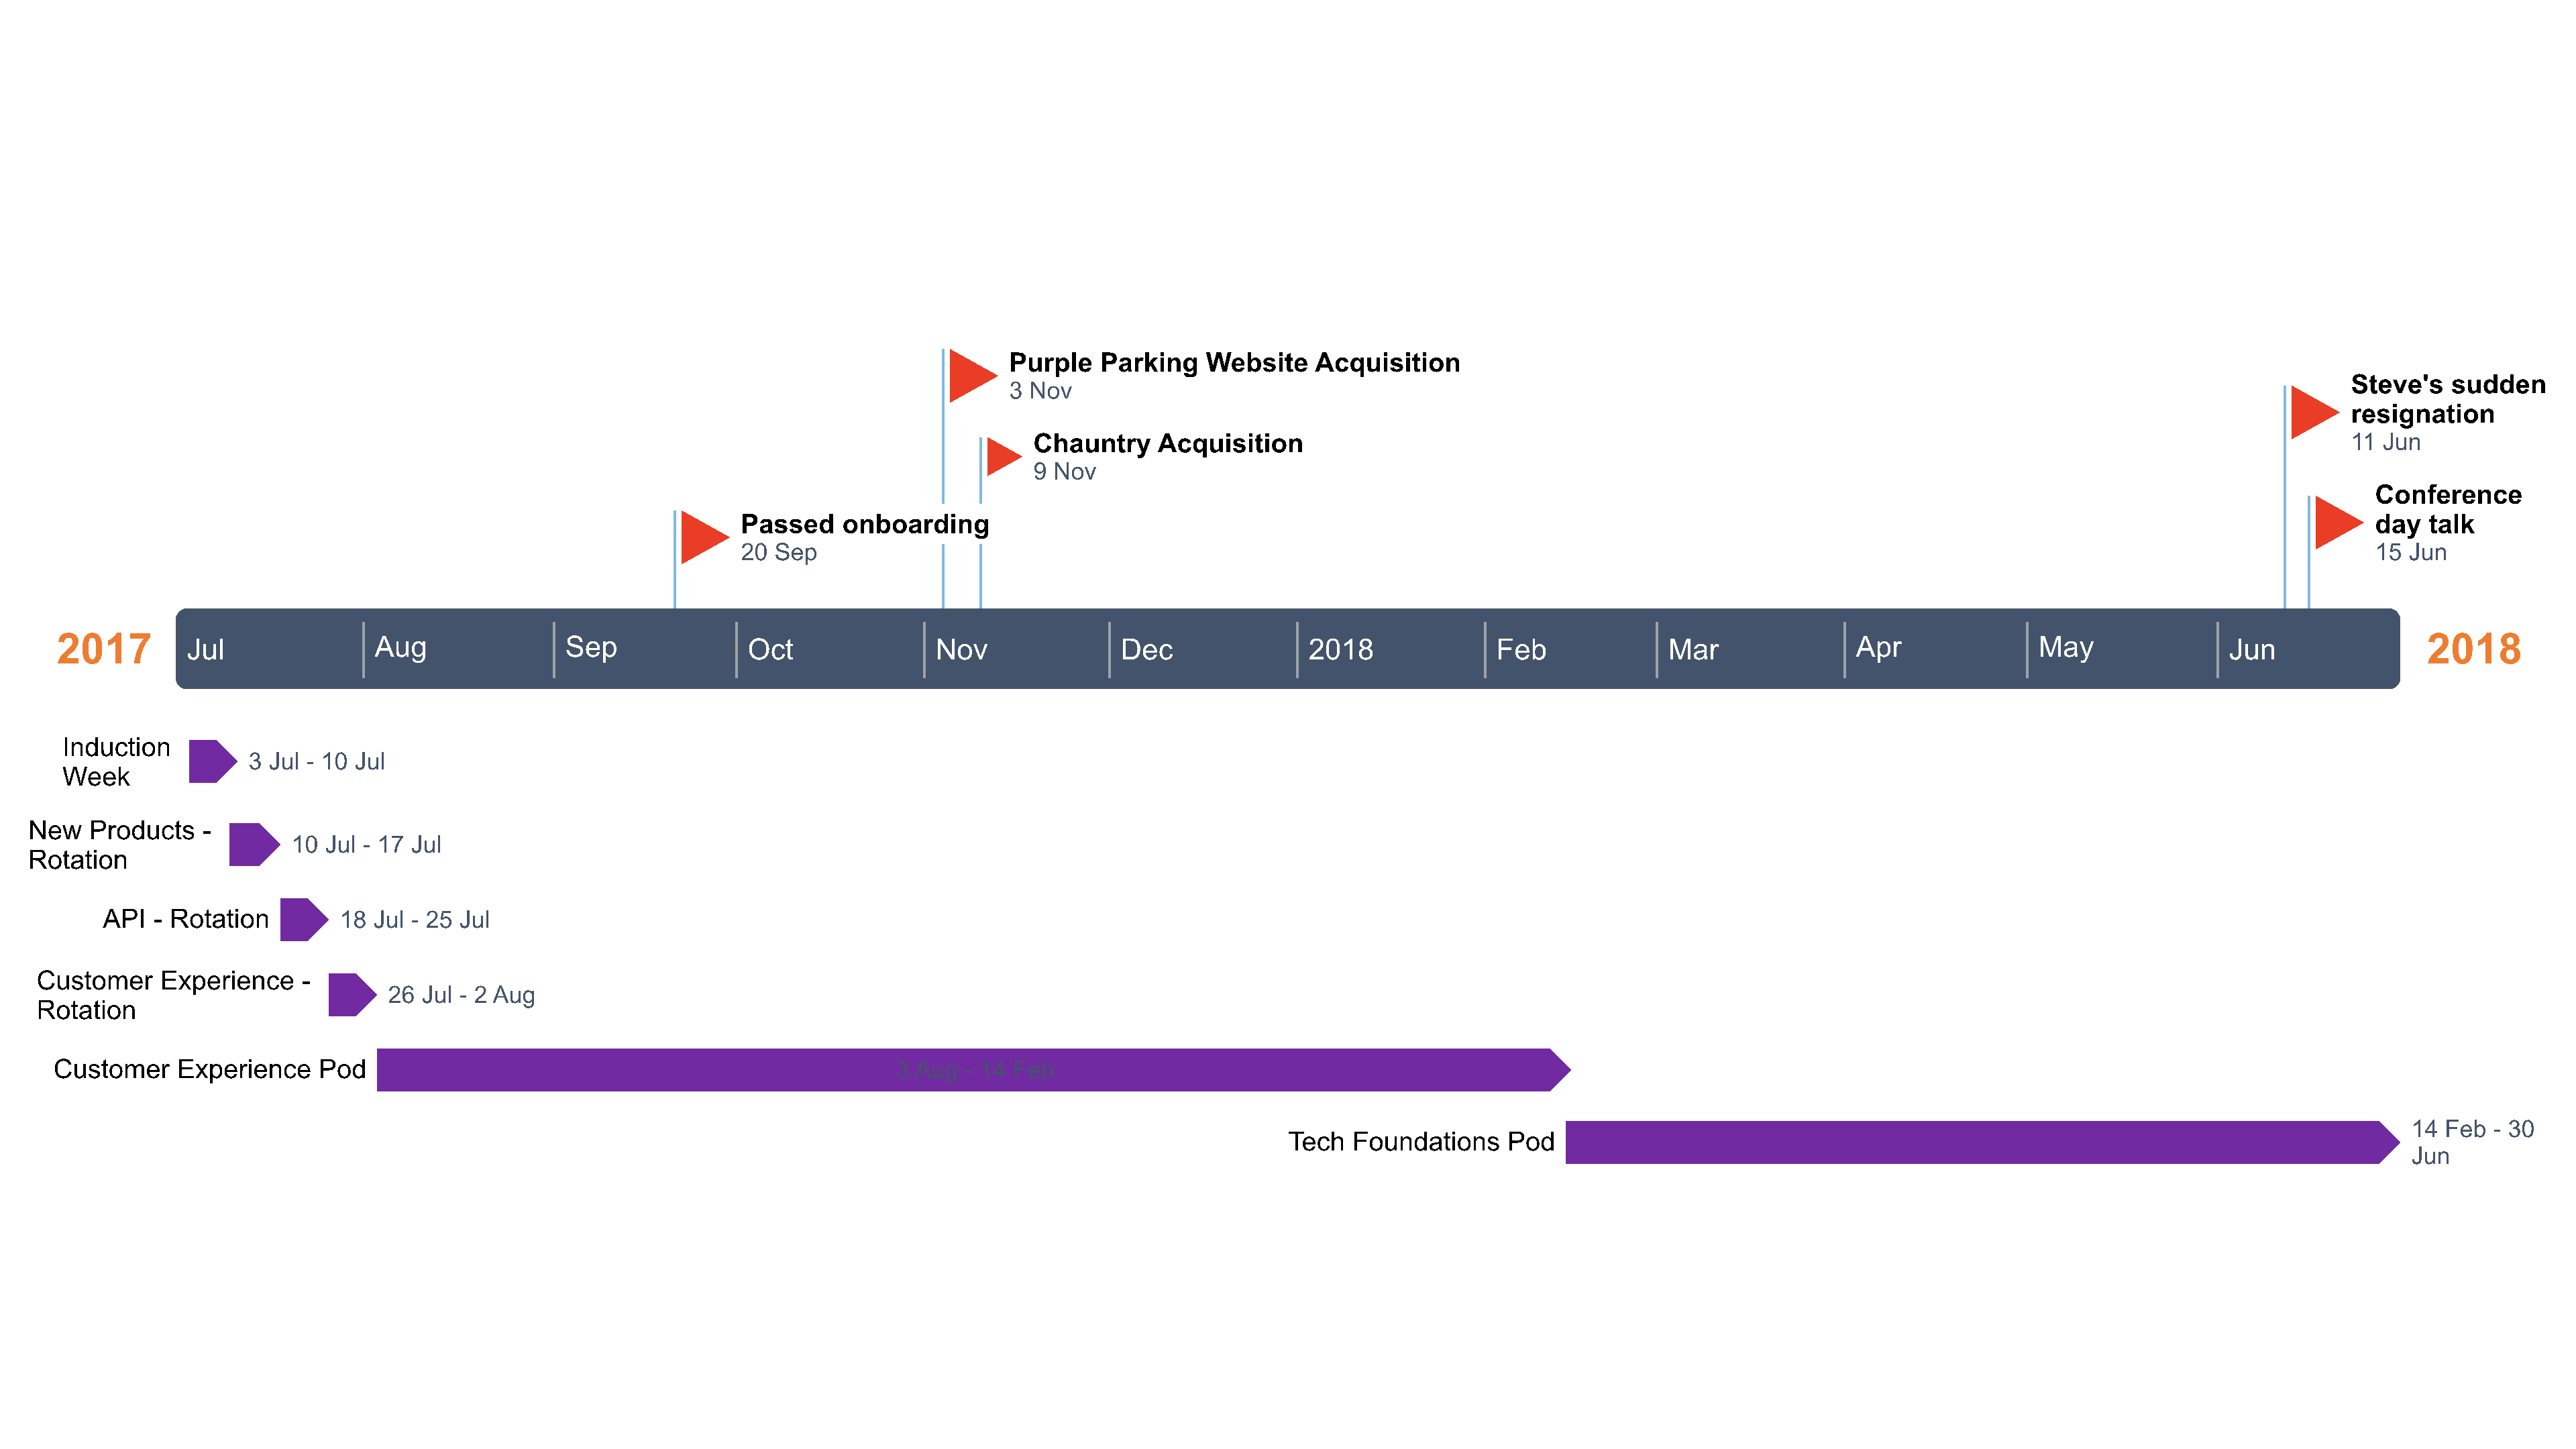 Purple Parking Website Acquisition
3 Nov
Steve's sudden
resignation
11 Jun
Chauntry Acquisition
9 Nov
Conference
day talk
15 Jun
Passed onboarding
20 Sep
2017 Jul Aug Sep Oct Nov Dec 2018 Feb Mar Apr May Jun 2018
Induction
Week
3 Jul - 10 Jul
New Products -
Rotation
10 Jul - 17 Jul
API - Rotation 18 Jul - 25 Jul
Customer Experience -
Rotation
26 Jul - 2 Aug
Customer Experience Pod 3 Aug - 14 Feb
Tech Foundations Pod
14 Feb - 30
Jun